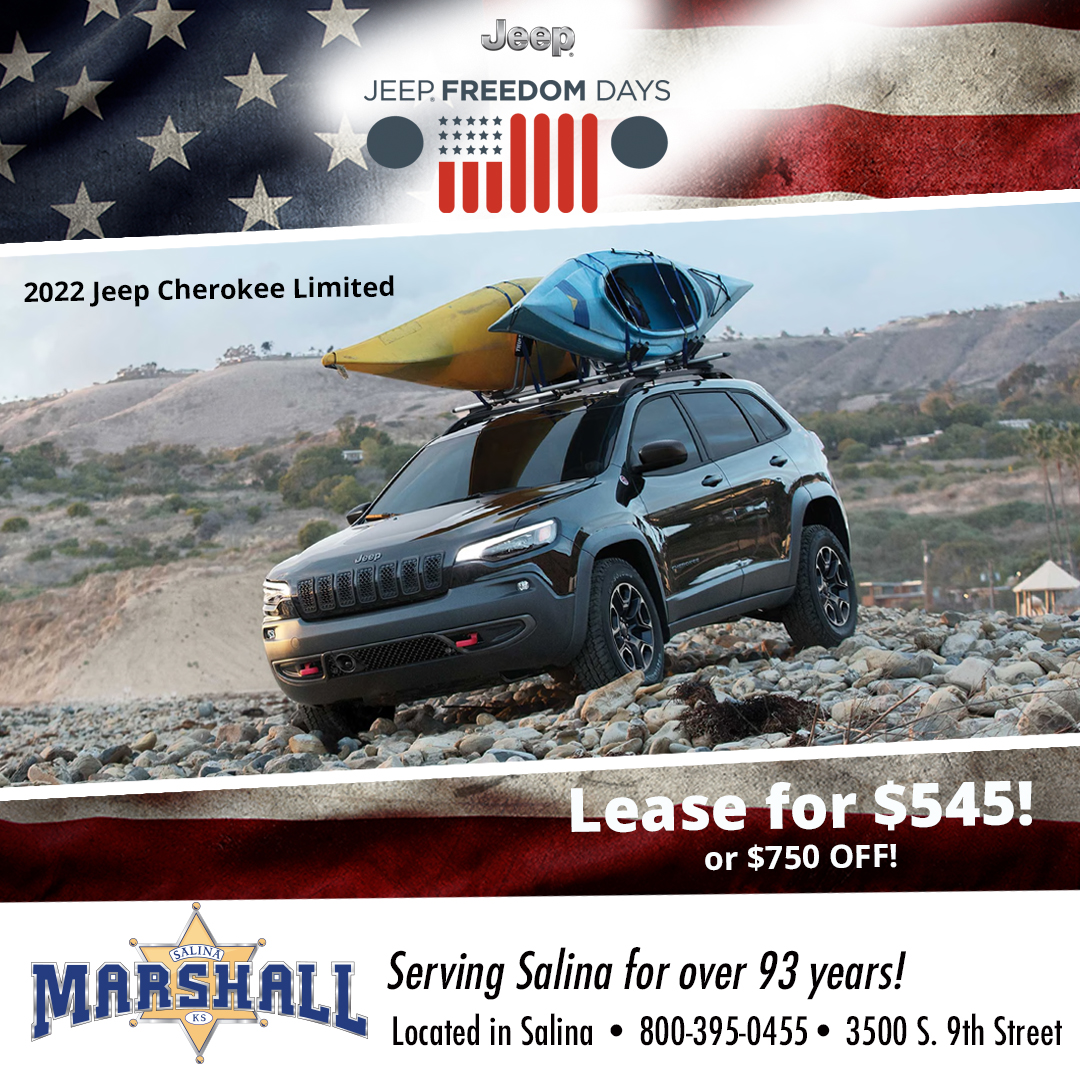 Jeep
JEEP. FREEDOM DAYS
2022 Jeep Cherokee Limited
Jeep
Lease for $545!
or $750 OFF!
SALINA
MARSHALL
KS
Serving Salina for over 93 years!
Located in Salina • 800-395-0455 • 3500 S. 9th Street